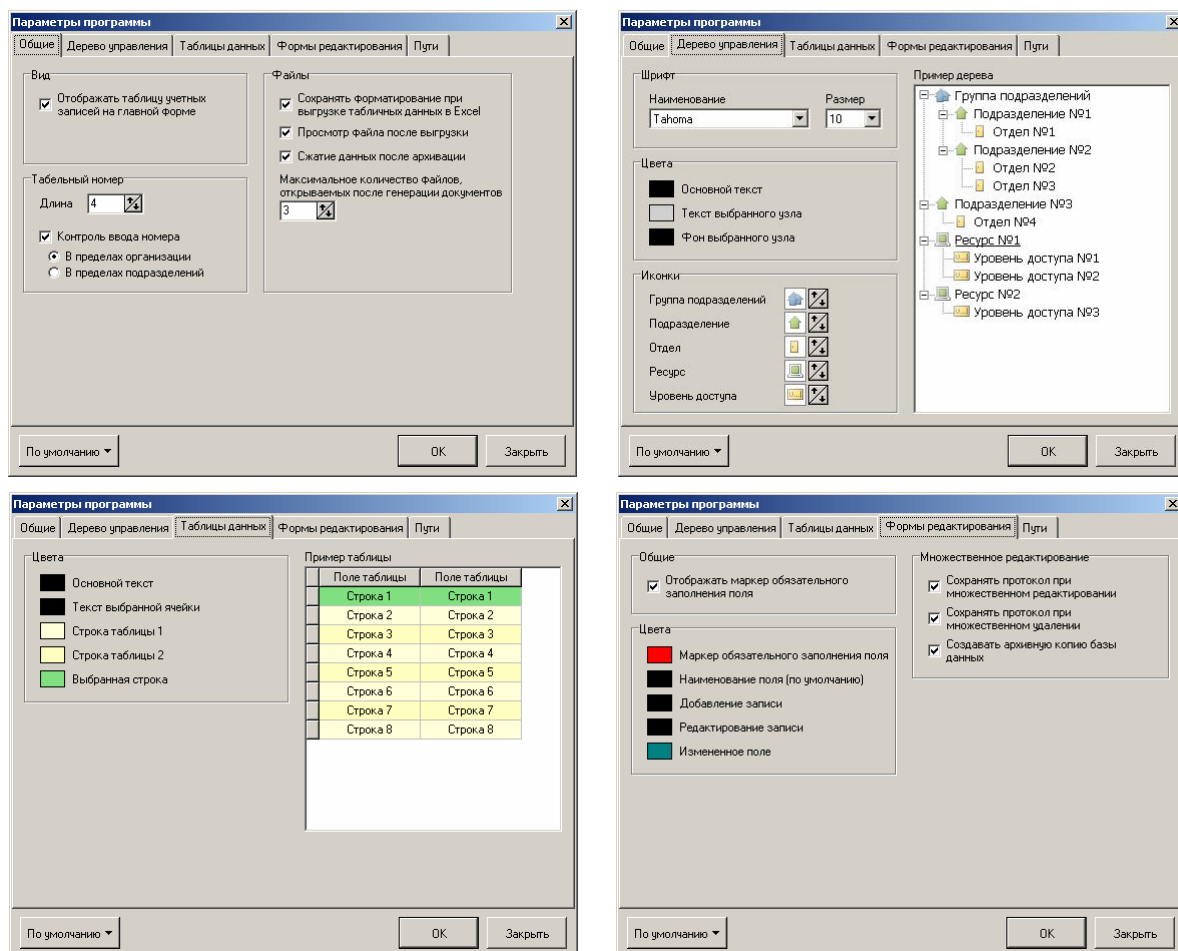 Параметры программы
Общие Дерево управления Таблицы данных Формы редактирования Пути
Вид
Отображать таблицу учетных
записей на главной форме
Табельный номер
Длина 4
Контроль ввода номера
В пределах организации
В пределах подразделений
Файлы
Сохранять форматирование при
выгрузке табличных данных в Excel
Просмотр файла после выгрузки
Сжатие данных после архивации
Максимальное количество файлов,
открываемых после генерации документов
3
По умолчанию OK Закрыть
Параметры программы
Общие Дерево управления Таблицы данных Формы редактирования Пути
Шрифт
Наименование Размер
Tahoma 10
Цвета
Основной текст
Текст выбранного узла
Фон выбранного узла
Иконки
Группа подразделений
Подразделение
Отдел
Ресурс
Уровень доступа
Пример дерева
Группа подразделений
Подразделение №1
Отдел №1
Подразделение №2
Отдел №2
Отдел №3
Подразделение №3
Отдел №4
Ресурс №1
Уровень доступа №1
Уровень доступа №2
Ресурс №2
Уровень доступа №3
По умолчанию OK Закрыть
Параметры программы
Общие Дерево управления Таблицы данных Формы редактирования Пути
Цвета
Основной текст
Текст выбранной ячейки
Строка таблицы 1
Строка таблицы 2
Выбранная строка
Пример таблицы
Поле таблицы Поле таблицы
Строка 1 Строка 1
Строка 2 Строка 2
Строка 3 Строка 3
Строка 4 Строка 4
Строка 5 Строка 5
Строка 6 Строка 6
Строка 7 Строка 7
Строка 8 Строка 8
По умолчанию OK Закрыть
Параметры программы
Общие Дерево управления Таблицы данных Формы редактирования Пути
Общие
Отображать маркер обязательного
заполнения поля
Цвета
Маркер обязательного заполнения поля
Наименование поля (по умолчанию)
Добавление записи
Редактирование записи
Измененное поле
Множественное редактирование
Сохранять протокол при
множественном редактировании
Сохранять протокол при
множественном удалении
Создавать архивную копию базы
данных
По умолчанию OK Закрыть